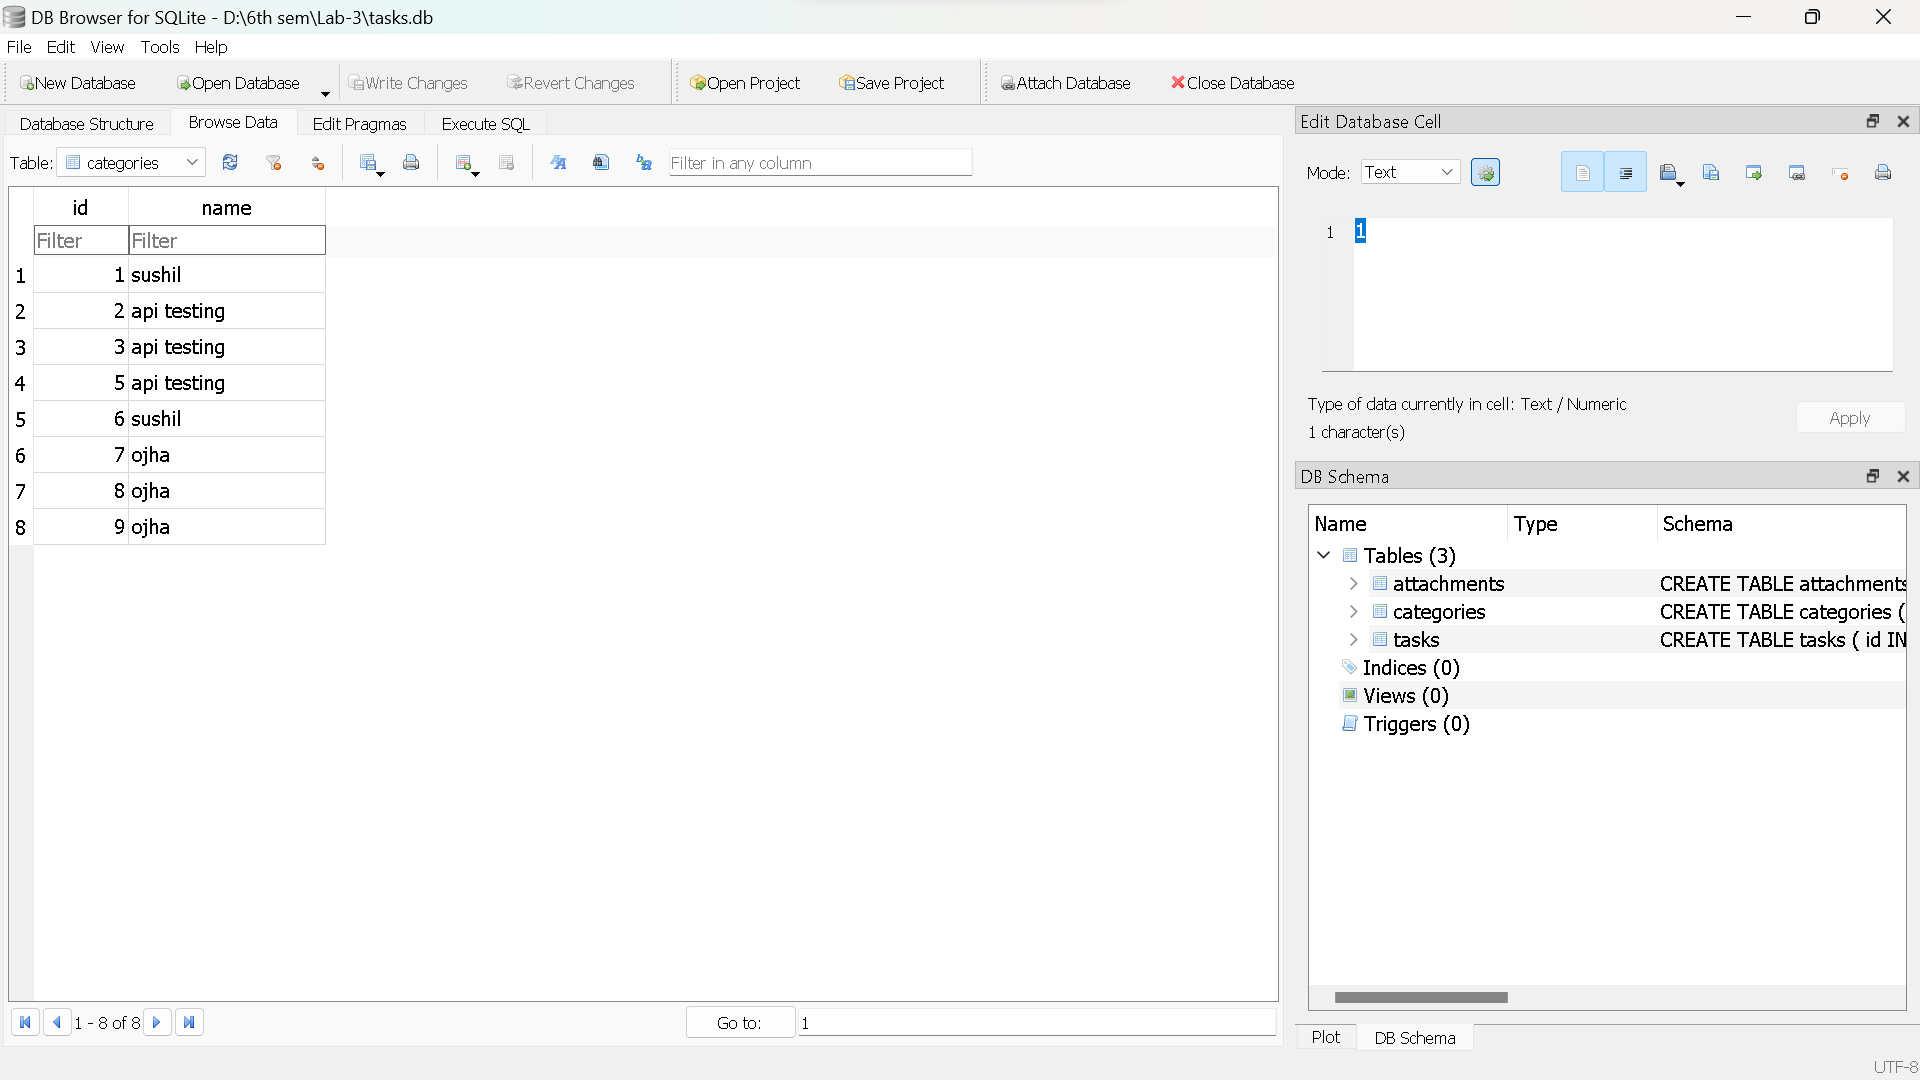 DB Browser for SQLite - D:\6th sem\Lab-3\tasks.db
File Edit View Tools Help
New Database Open Database Write Changes Revert Changes Open Project Save Project Attach Database Close Database
Database Structure Browse Data Edit Pragmas Execute SQL
Table: categories Filter in any column
id name
Filter Filter
1 1 sushil
2 2 api testing
3 3 api testing
4 5 api testing
5 6 sushil
6 7 ojha
7 8 ojha
8 9 ojha
1 - 8 of 8 Go to: 1
Edit Database Cell
Mode: Text
1 1
Type of data currently in cell: Text / Numeric
1 character(s)
Apply
DB Schema
Name Type Schema
Tables (3)
attachments CREATE TABLE attachments
categories CREATE TABLE categories (
tasks CREATE TABLE tasks ( id IN
Indices (0)
Views (0)
Triggers (0)
Plot DB Schema
UTF-8